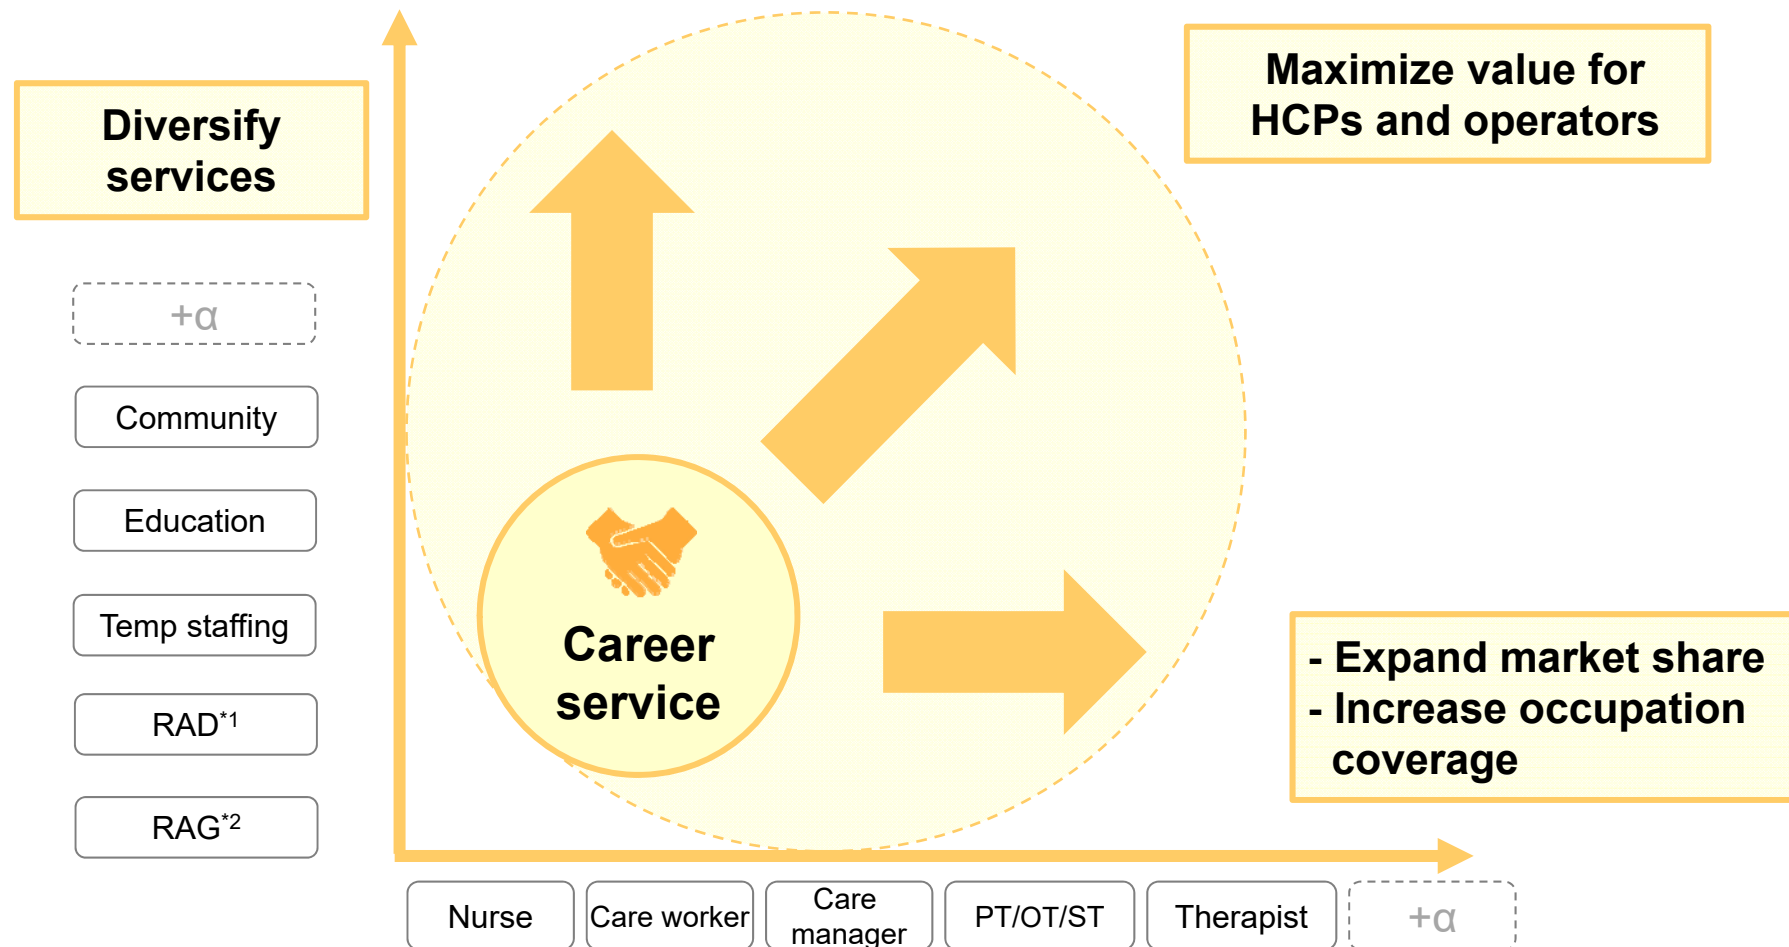 Diversify
services
Maximize value for
HCPs and operators
+α
Community
Education
Temp staffing
RAD*1
RAG*2
Career
service
- Expand market share
- Increase occupation
coverage
Nurse
Care worker
Care
manager
PT/OT/ST
Therapist
+α